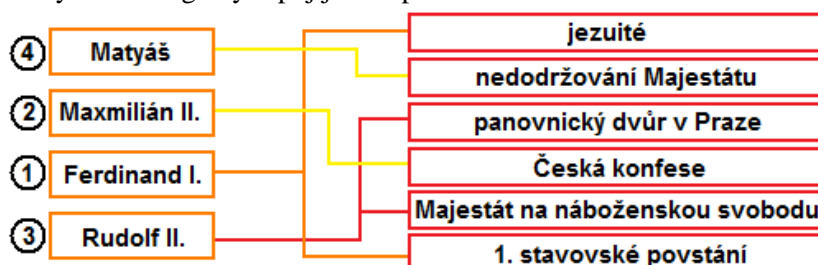 4 Matyáš
2 Maxmilián II.
1 Ferdinand I.
3 Rudolf II.
jezuité
nedodržování Majestátu
panovnický dvůr v Praze
Česká konfese
Majestát na náboženskou svobodu
1. stavovské povstání